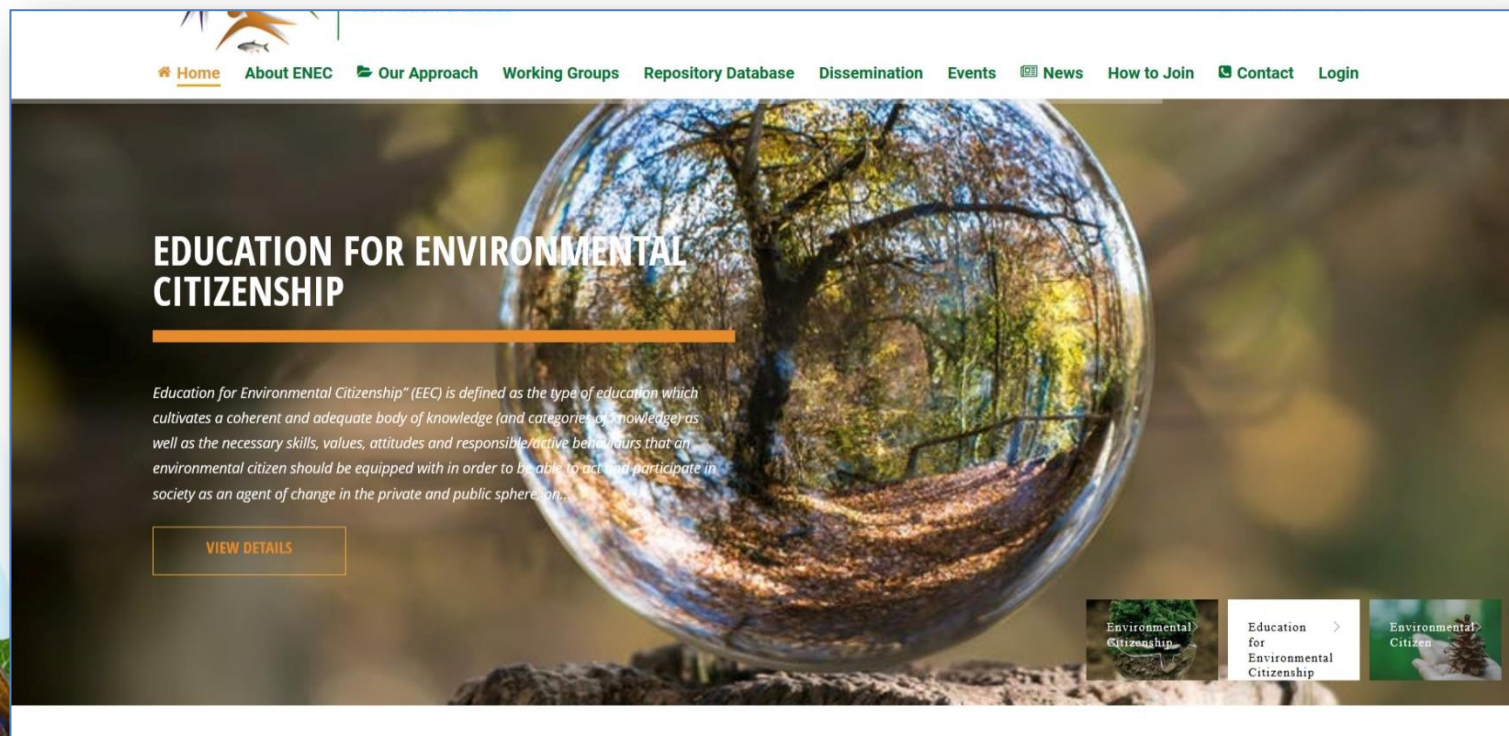 Home About ENEC Our Approach Working Groups Repository Database Dissemination Events News How to Join Contact Login
EDUCATION FOR ENVIRONMENTAL
CITIZENSHIP
Education for Environmental Citizenship" (EEC) is defined as the type of education which
cultivates a coherent and adequate body of knowledge (and categories of knowledge) as
well as the necessary skills, values, attitudes and responsible/active behaviours that an
environmental citizen should be equipped with in order to be able to act and participate in
society as an agent of change in the private and public sphere, on...
VIEW DETAILS
Environmental
Citizenship
Education
for
Environmental
Citizenship
Environmental
Citizen